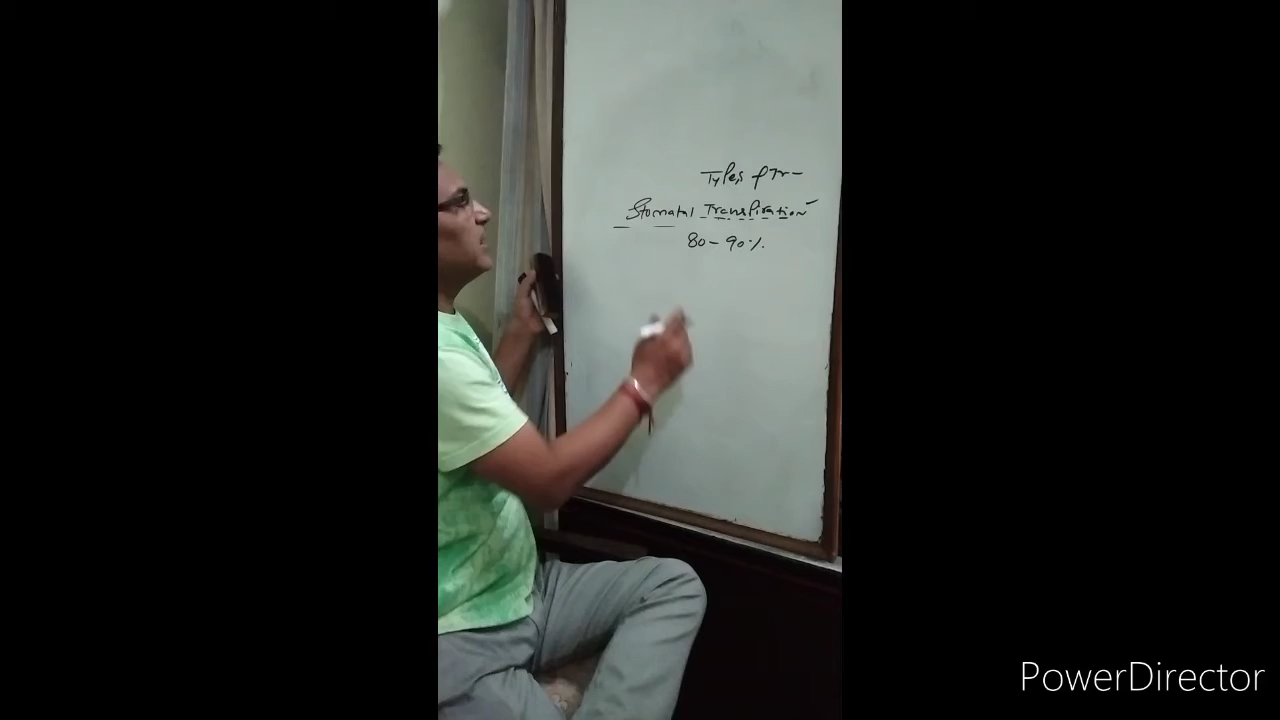 Types of Tr-
Stomatal Transpiration
80-90%.
PowerDirector